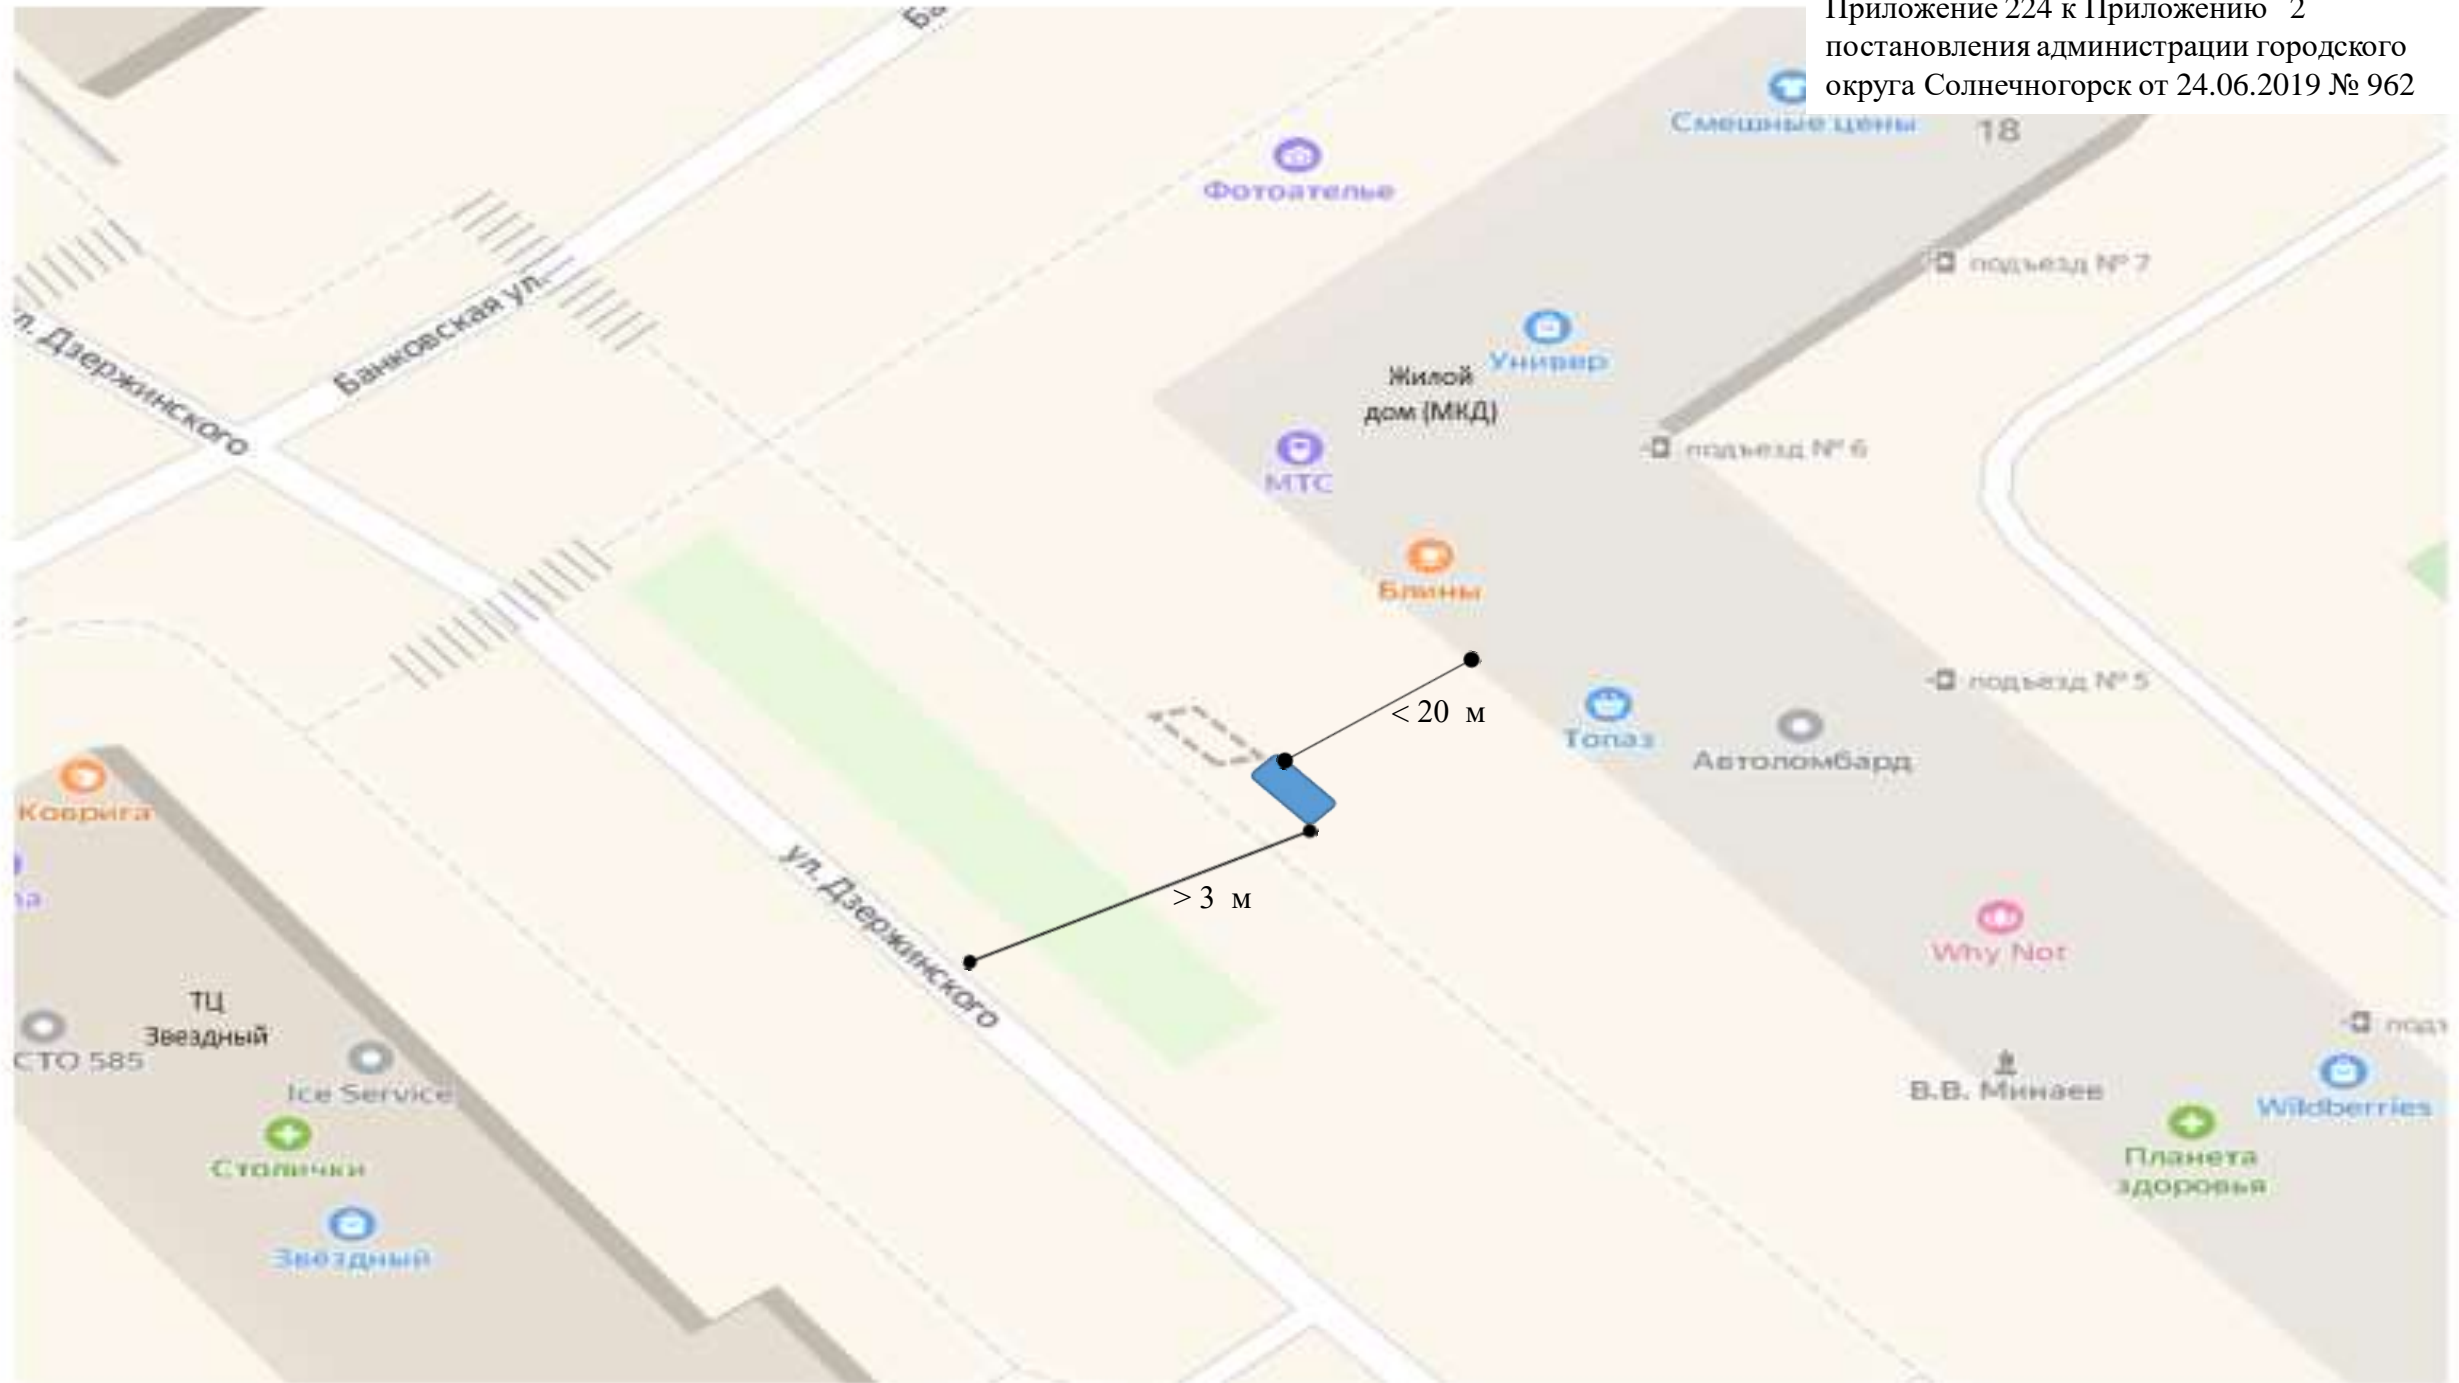 Приложение 224 к Приложению 2
постановления администрации городского
округа Солнечногорск от 24.06.2019 № 962
Смешные цены
18
Фотоателье
подъезд № 7
Банковская ул.
л. Дзержинского
Универ
Жилой
дом (МКД)
МТС
подъезд № 6
Блины
подъезд № 5
< 20 м
Топаз
Автоломбард
Коврига
ул. Дзержинского
> 3 м
Why Not
ТЦ
Звездный
СТО 585
Ice Service
В.В. Минаев
Wildberries
Столички
Планета
здоровья
Звёздный